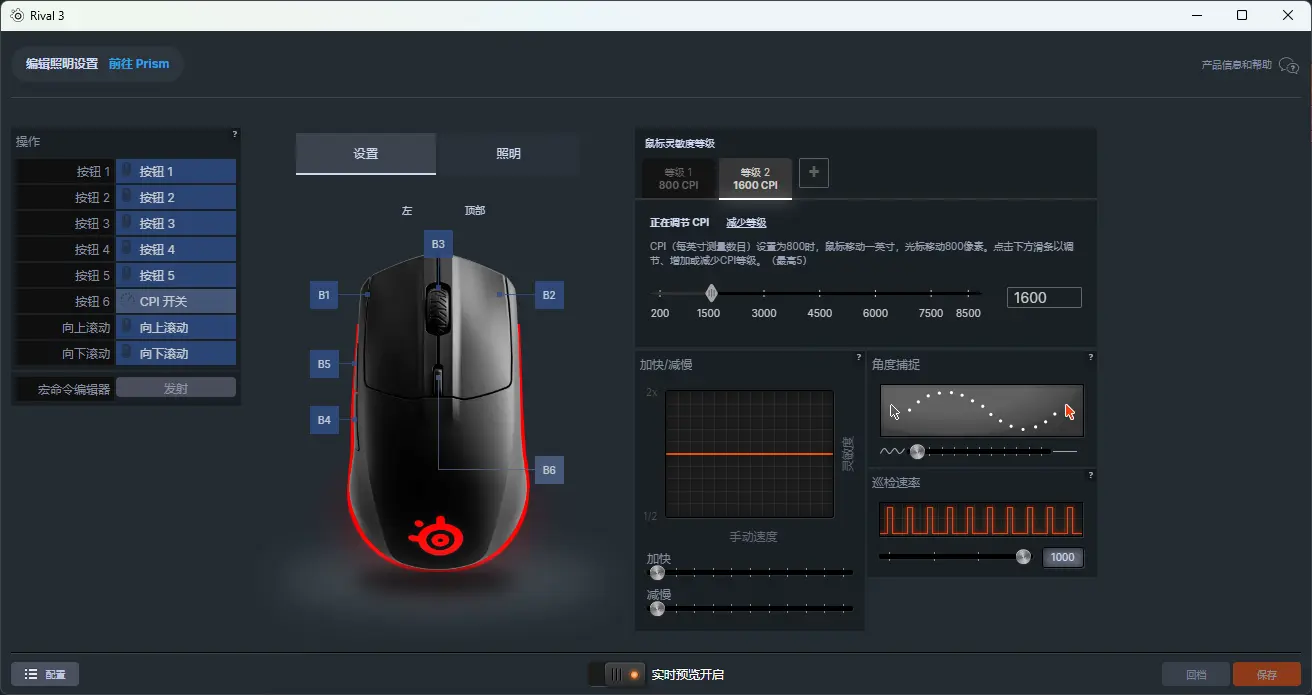 Rival 3
编辑照明设置 前往 Prism
产品信息和帮助
操作
?
按钮 1 按钮 1
按钮 2 按钮 2
按钮 3 按钮 3
按钮 4 按钮 4
按钮 5 按钮 5
按钮 6 CPI 开关
向上滚动 向上滚动
向下滚动 向下滚动
宏命令编辑器 发射
设置 照明
左 顶部
B3
B1
B2
B5
B4
B6
鼠标灵敏度等级
等级 1
800 CPI
等级 2
1600 CPI
+
正在调节 CPI 减少等级
CPI（每英寸测量数目）设置为800时，鼠标移动一英寸，光标移动800像素。点击下方滑条以调
节、增加或减少CPI等级。（最高5）
200 1500 3000 4500 6000 7500 8500
1600
加快/减慢
?
2x
灵敏度
1/2
手动速度
加快
减慢
角度捕捉
?
巡检速率
?
1000
配置
实时预览开启
回档
保存